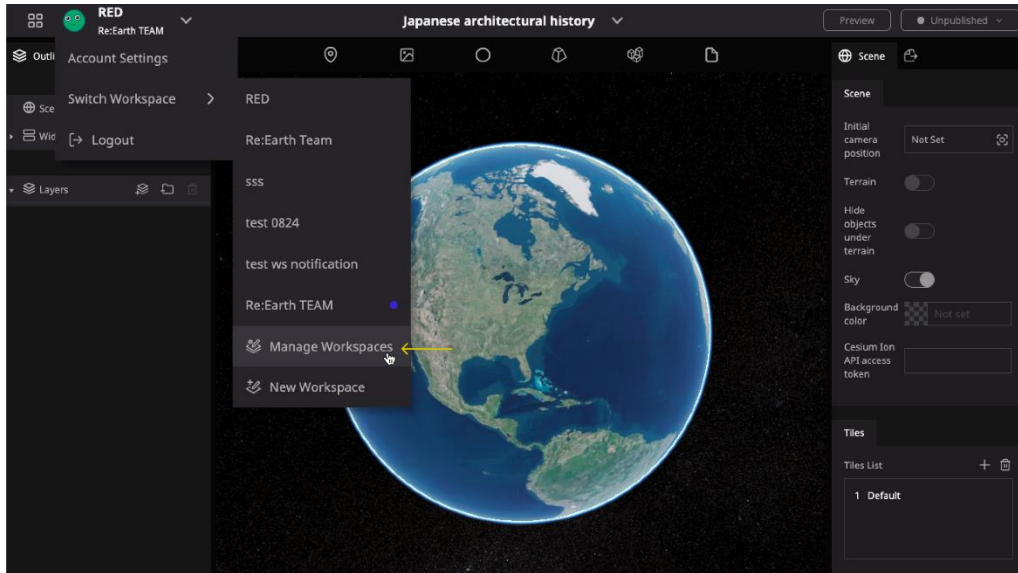 RED
Re:Earth TEAM
Japanese architectural history
Preview
Unpublished
Outli
Account Settings
Switch Workspace
Sce
Wid
Logout
RED
Re:Earth Team
sss
test 0824
test ws notification
Re:Earth TEAM
Manage Workspaces
New Workspace
Layers
Scene
Scene
Initial
camera
position
Not Set
Terrain
Hide
objects
under
terrain
Sky
Background
color
Not set
Cesium Ion
API access
token
Tiles
Tiles List
1 Default